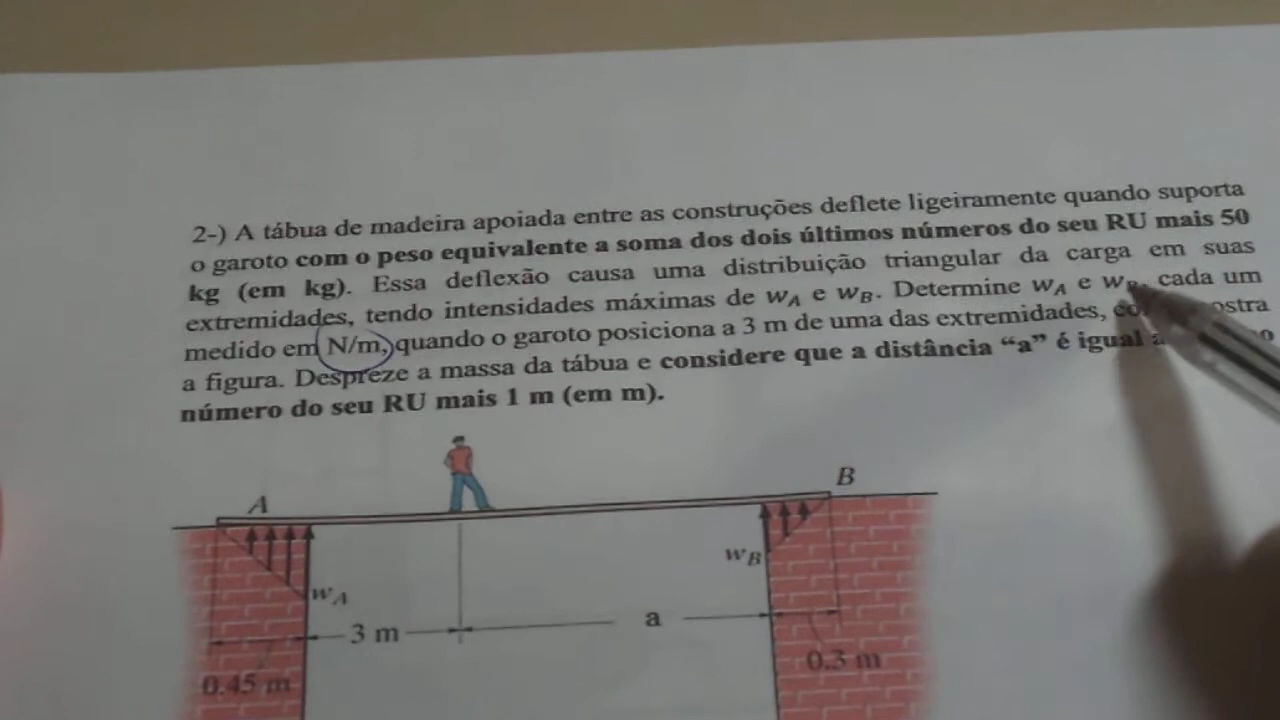 2-) A tábua de madeira apoiada entre as construções deflete ligeiramente quando suporta
o garoto com o peso equivalente a soma dos dois últimos números do seu RU mais 50
kg (em kg). Essa deflexão causa uma distribuição triangular da carga em suas
extremidades, tendo intensidades máximas de wA e wB. Determine wA e wB, cada um
medido em N/m, quando o garoto posiciona a 3 m de uma das extremidades,
a figura. Despreze a massa da tábua e considere que a distância “a” é igual
número do seu RU mais 1 m (em m).
A
B
wB
wA
3 m
a
0.45 m
0.3 m